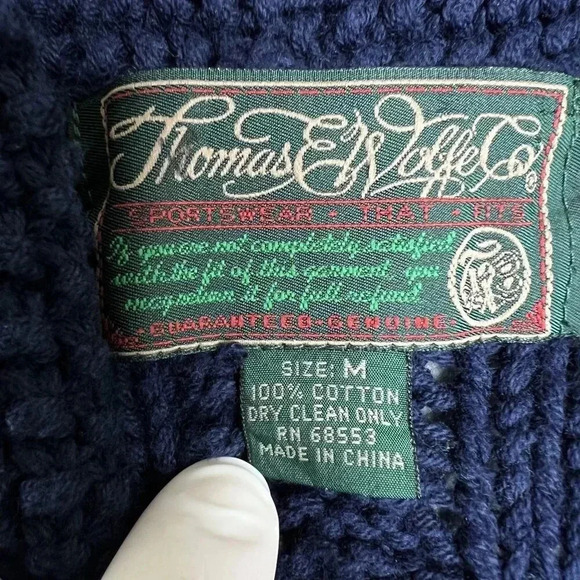 Thomas E Wolfe Co ®
SPORTSWEAR · THAT · FITS
If you are not completely satisfied
with the fit of this garment, you
may return it for full refund.
GUARANTEED · GENUINE
SIZE: M
100% COTTON
DRY CLEAN ONLY
RN 68553
MADE IN CHINA